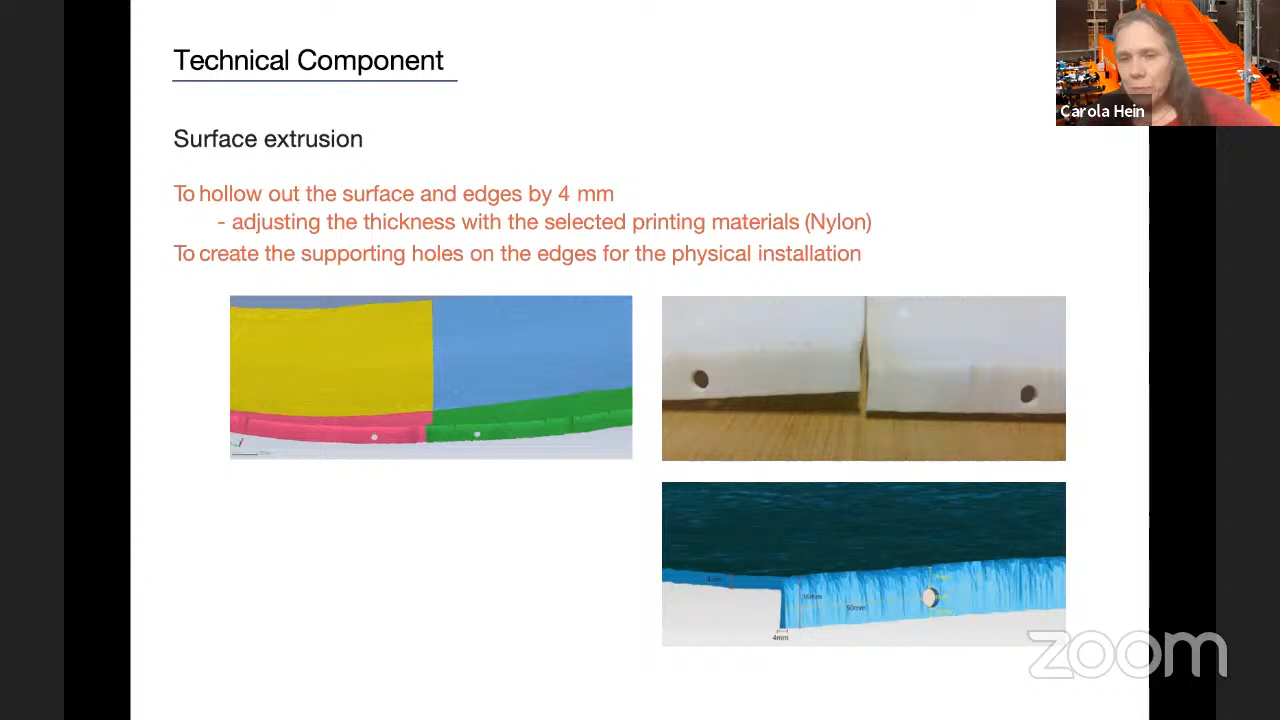 Technical Component
Carola Hein
Surface extrusion
To hollow out the surface and edges by 4 mm
- adjusting the thickness with the selected printing materials (Nylon)
To create the supporting holes on the edges for the physical installation
4mm
16mm
50mm
4mm
zoom